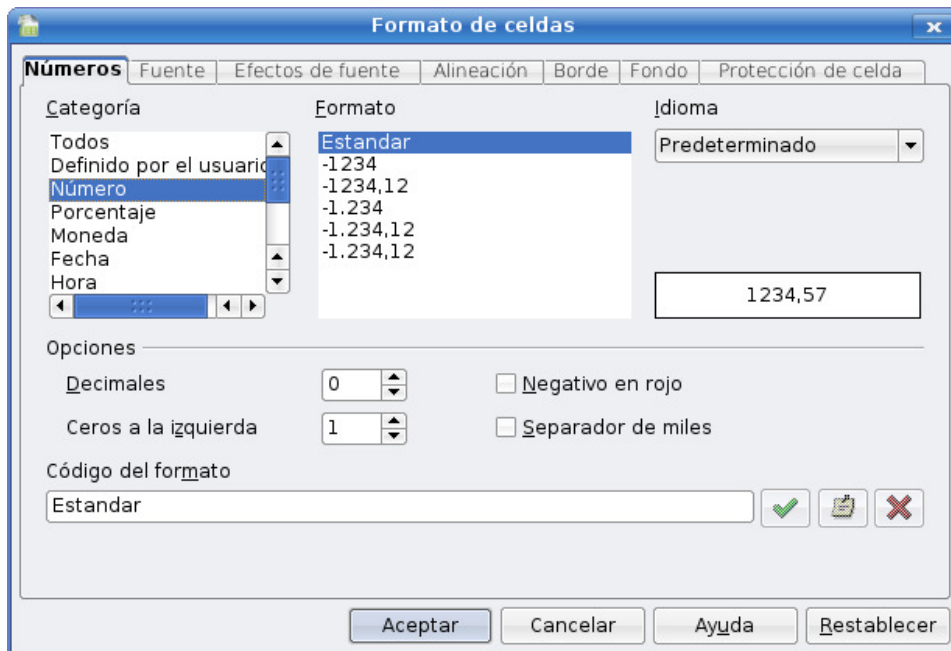 Formato de celdas
Números Fuente Efectos de fuente Alineación Borde Fondo Protección de celda
Categoría
Todos
Definido por el usuario
Número
Porcentaje
Moneda
Fecha
Hora
Formato
Estandar
-1234
-1234,12
-1.234
-1.234,12
-1.234,12
Idioma
Predeterminado
1234,57
Opciones
Decimales 0
Negativo en rojo
Ceros a la izquierda 1
Separador de miles
Código del formato
Estandar
Aceptar Cancelar Ayuda Restablecer